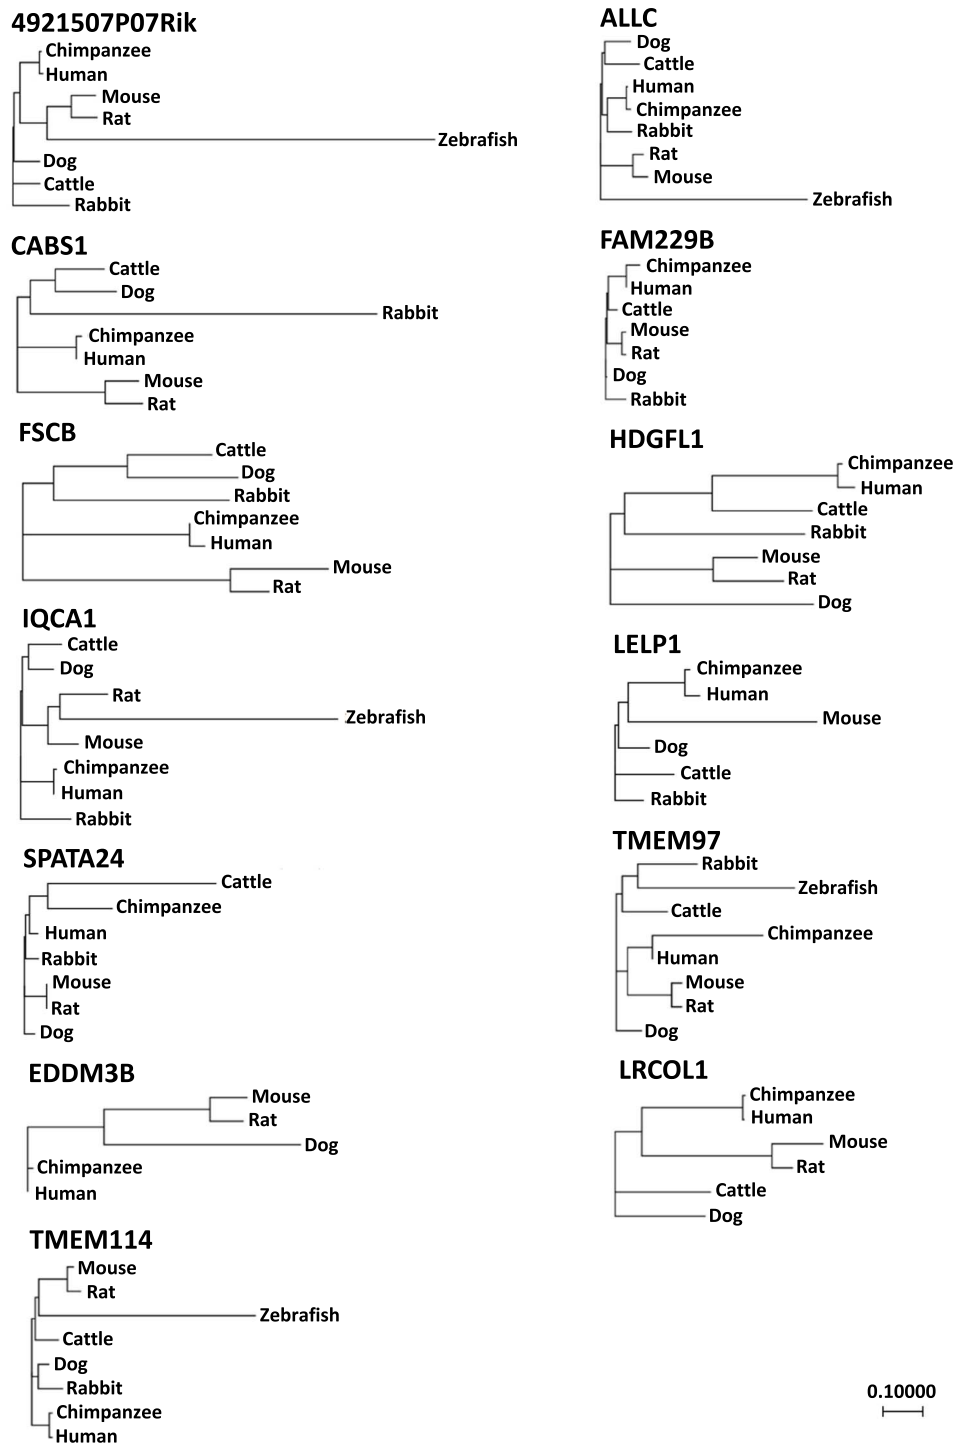 4921507P07Rik
Chimpanzee
Human
Mouse
Rat
Zebrafish
Dog
Cattle
Rabbit
ALLC
Dog
Cattle
Human
Chimpanzee
Rabbit
Rat
Mouse
Zebrafish
CABS1
Cattle
Dog
Rabbit
Chimpanzee
Human
Mouse
Rat
FAM229B
Chimpanzee
Human
Cattle
Mouse
Rat
Dog
Rabbit
FSCB
Cattle
Dog
Rabbit
Chimpanzee
Human
Mouse
Rat
HDGFL1
Chimpanzee
Human
Cattle
Rabbit
Mouse
Rat
Dog
IQCA1
Cattle
Dog
Rat
Zebrafish
Mouse
Chimpanzee
Human
Rabbit
LELP1
Chimpanzee
Human
Mouse
Dog
Cattle
Rabbit
SPATA24
Cattle
Chimpanzee
Human
Rabbit
Mouse
Rat
Dog
TMEM97
Rabbit
Zebrafish
Cattle
Chimpanzee
Human
Mouse
Rat
Dog
EDDM3B
Mouse
Rat
Dog
Chimpanzee
Human
LRCOL1
Chimpanzee
Human
Mouse
Rat
Cattle
Dog
TMEM114
Mouse
Rat
Zebrafish
Cattle
Dog
Rabbit
Chimpanzee
Human
0.10000